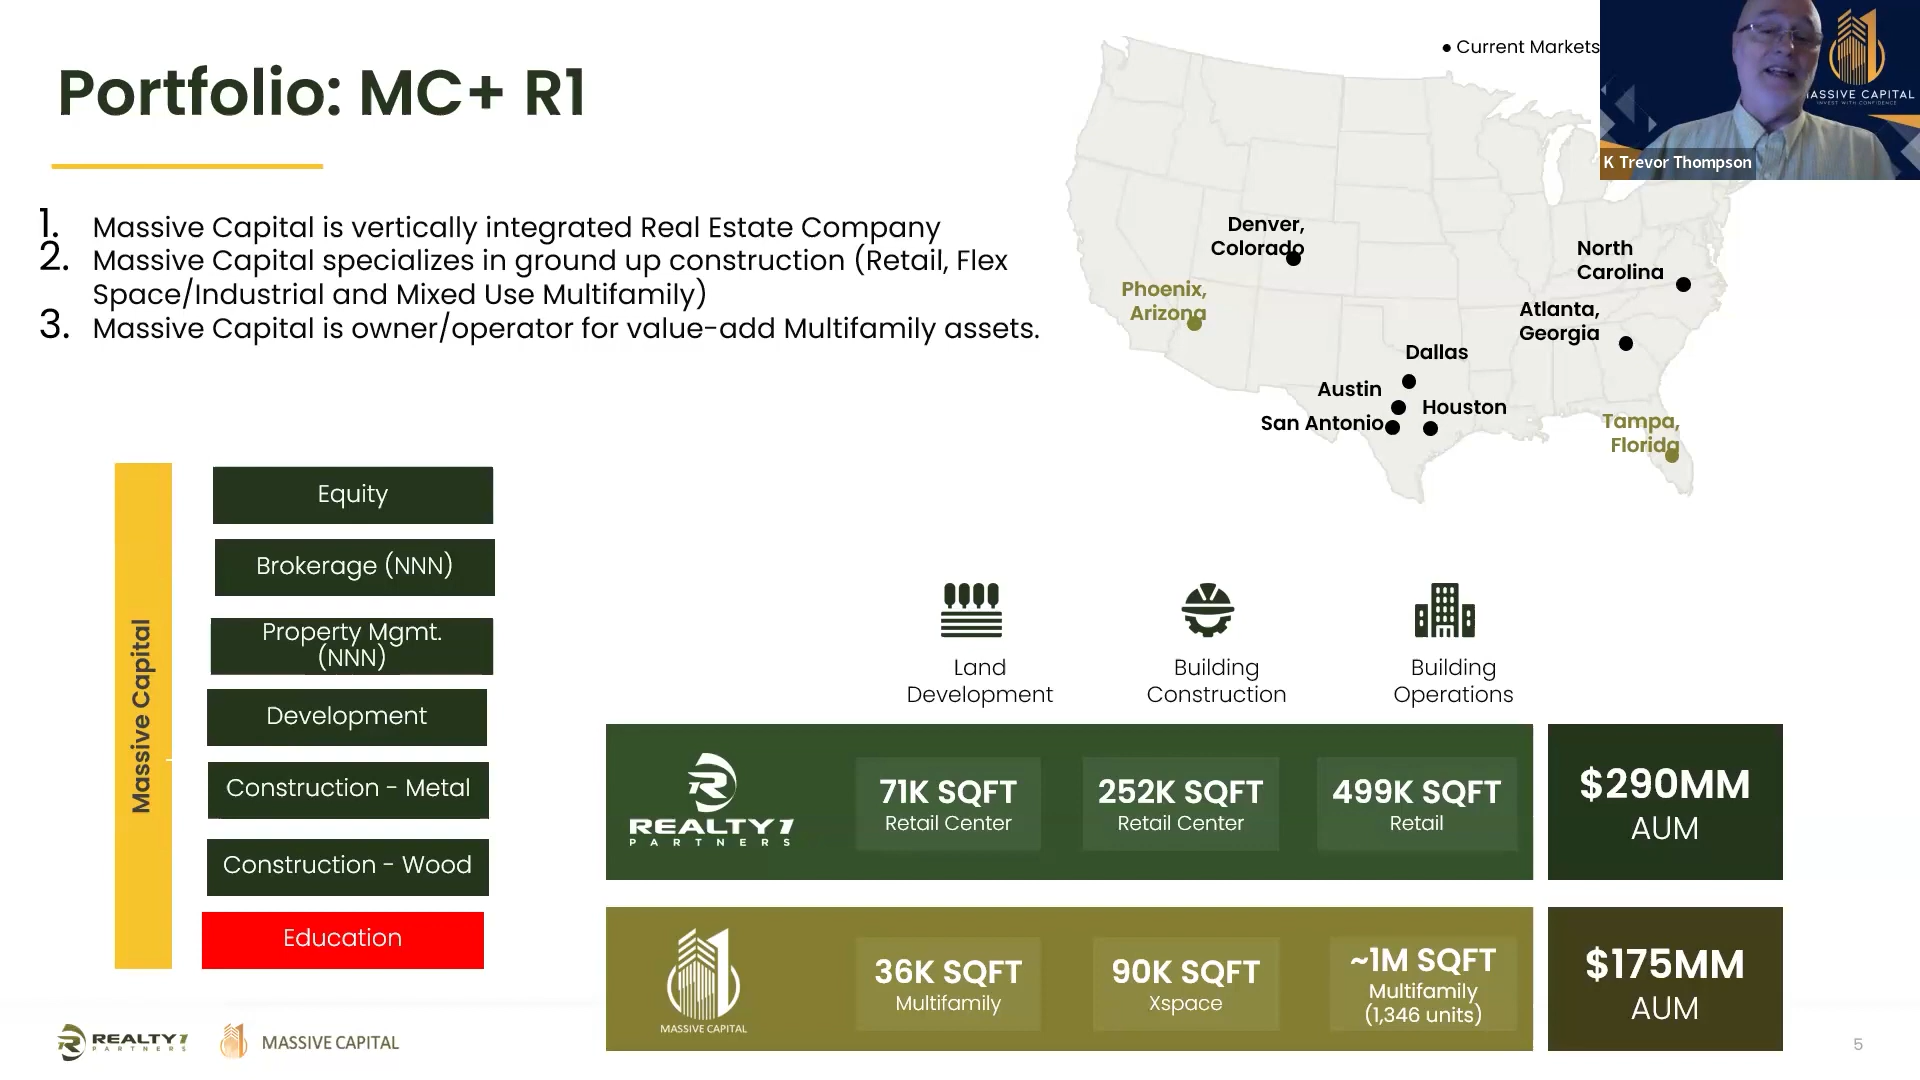 Portfolio: MC+ R1
1. Massive Capital is vertically integrated Real Estate Company
2. Massive Capital specializes in ground up construction (Retail, Flex
Space/Industrial and Mixed Use Multifamily)
3. Massive Capital is owner/operator for value-add Multifamily assets.
• Current Markets
Denver,
Colorado
Phoenix,
Arizona
North
Carolina
Atlanta,
Georgia
Dallas
Austin
Houston
San Antonio
Tampa,
Florida
MASSIVE CAPITAL
INVEST WITH CONFIDENCE
K Trevor Thompson
Massive Capital
Equity
Brokerage (NNN)
Property Mgmt.
(NNN)
Development
Construction - Metal
Construction - Wood
Education
Land
Development
Building
Construction
Building
Operations
REALTY1
PARTNERS
71K SQFT
Retail Center
252K SQFT
Retail Center
499K SQFT
Retail
$290MM
AUM
MASSIVE CAPITAL
36K SQFT
Multifamily
90K SQFT
Xspace
~1M SQFT
Multifamily
(1,346 units)
$175MM
AUM
REALTY1
PARTNERS
MASSIVE CAPITAL
5